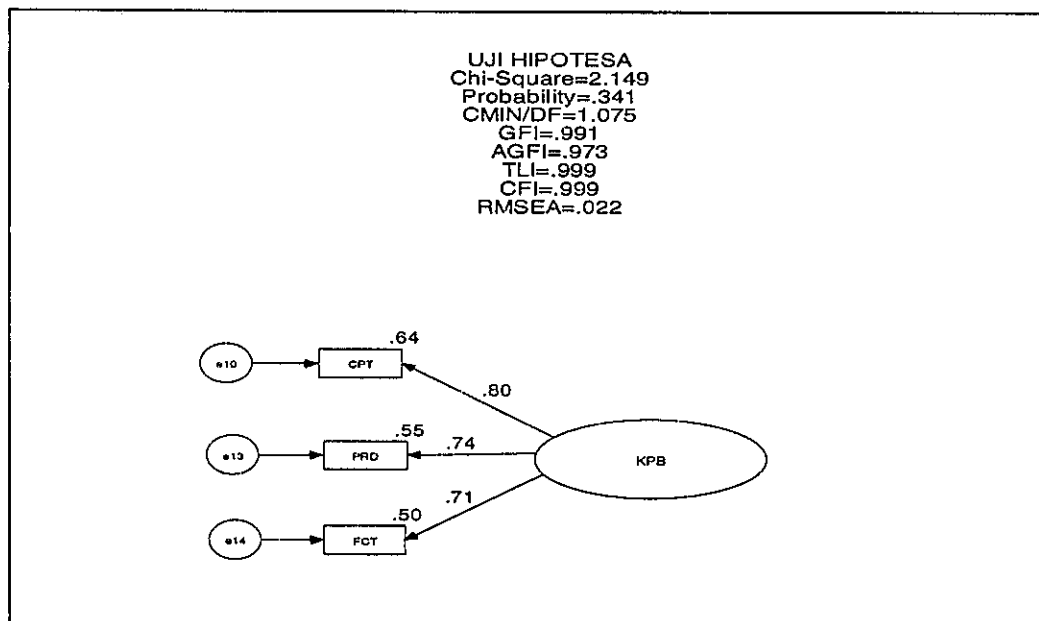 UJI HIPOTESA
Chi-Square=2.149
Probability=.341
CMIN/DF=1.075
GFI=.991
AGFI=.973
TLI=.999
CFI=.999
RMSEA=.022
.64
e10
CPT
.80
.55
.74
e13
PRD
KPB
.71
.50
e14
FCT